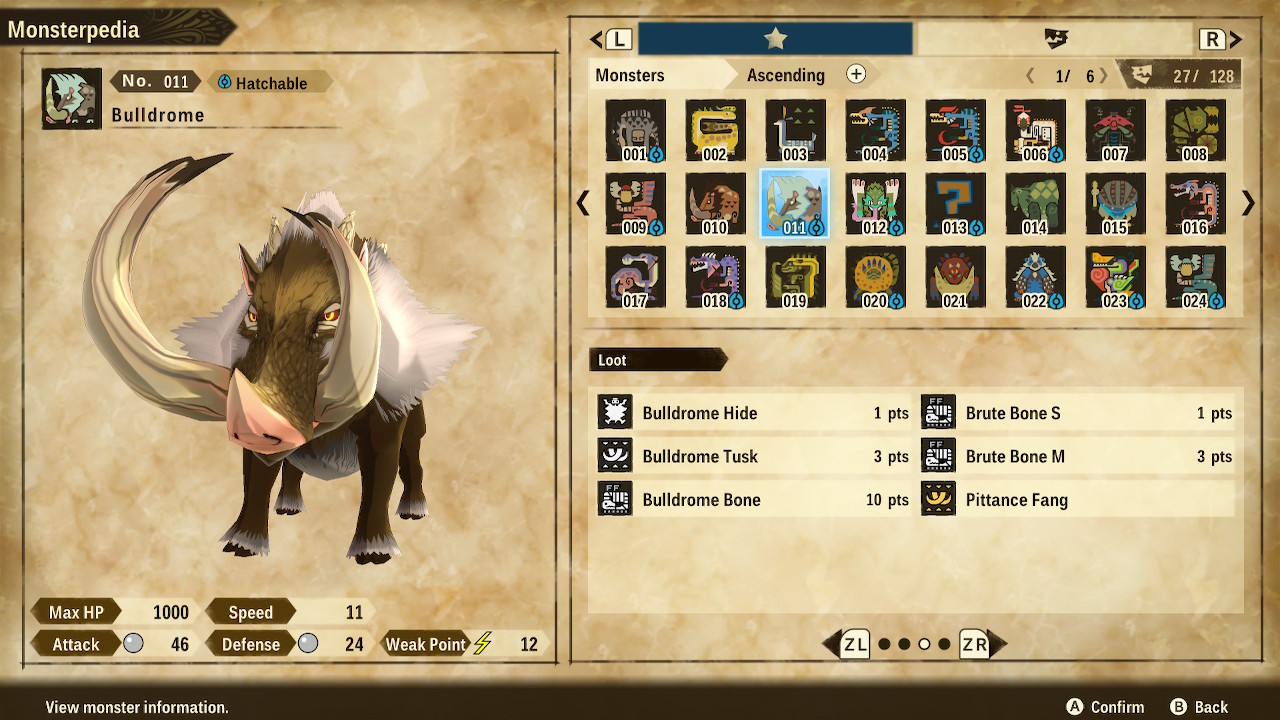 Monsterpedia
No. 011
Hatchable
Bulldrome
L
R
Monsters
Ascending
1/ 6
27/ 128
001 002 003 004 005 006 007 008
009 010 011 012 013 014 015 016
017 018 019 020 021 022 023 024
Loot
Bulldrome Hide 1 pts Brute Bone S 1 pts
Bulldrome Tusk 3 pts Brute Bone M 3 pts
Bulldrome Bone 10 pts Pittance Fang
Max HP 1000 Speed 11
Attack 46 Defense 24 Weak Point 12
ZL ZR
View monster information.
A Confirm B Back